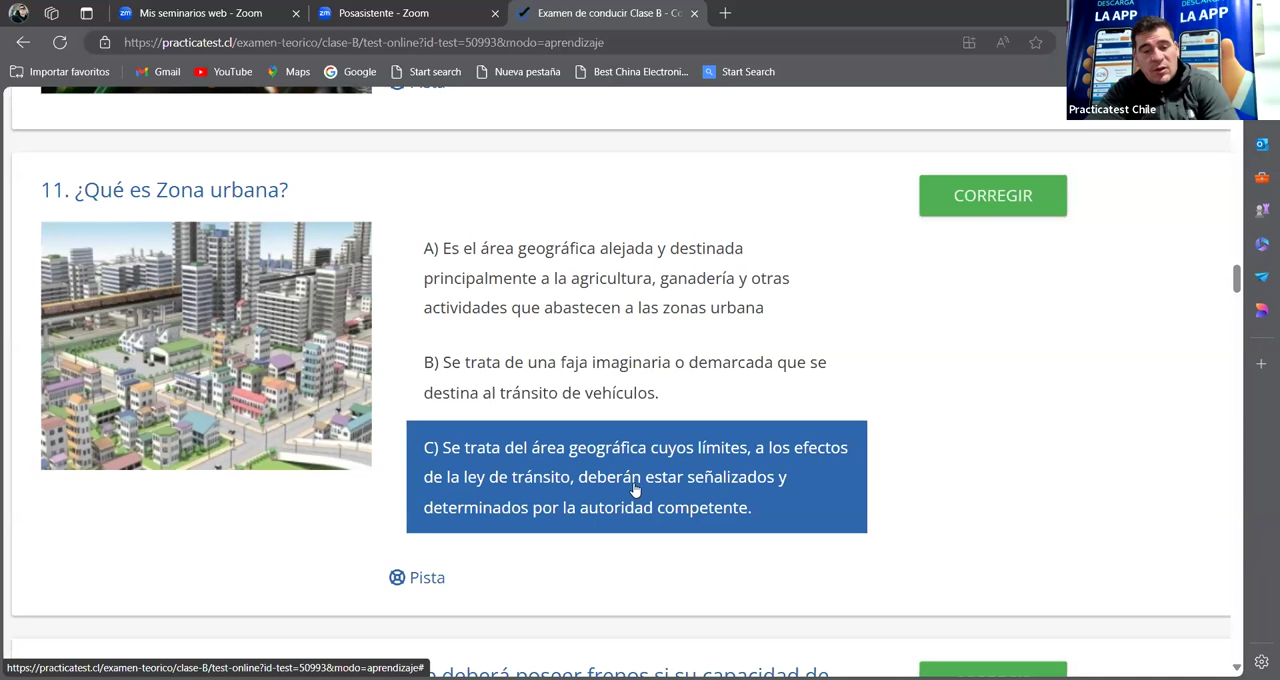 Mis seminarios web - Zoom
Posasistente - Zoom
Examen de conducir Clase B - Co
https://practicatest.cl/examen-teorico/clase-B/test-online?id-test=50993&modo=aprendizaje
Importar favoritos
Gmail
YouTube
Maps
Google
Start search
Nueva pestaña
Best China Electroni...
Start Search
DESCARGA
LA APP
DESCARGA
LA APP
Practicatest Chile
Pista
11. ¿Qué es Zona urbana?
CORREGIR
A) Es el área geográfica alejada y destinada
principalmente a la agricultura, ganadería y otras
actividades que abastecen a las zonas urbana
B) Se trata de una faja imaginaria o demarcada que se
destina al tránsito de vehículos.
C) Se trata del área geográfica cuyos límites, a los efectos
de la ley de tránsito, deberán estar señalizados y
determinados por la autoridad competente.
Pista
deberá poseer frenos si su capacidad de
https://practicatest.cl/examen-teorico/clase-B/test-online?id-test=50993&modo=aprendizaje#